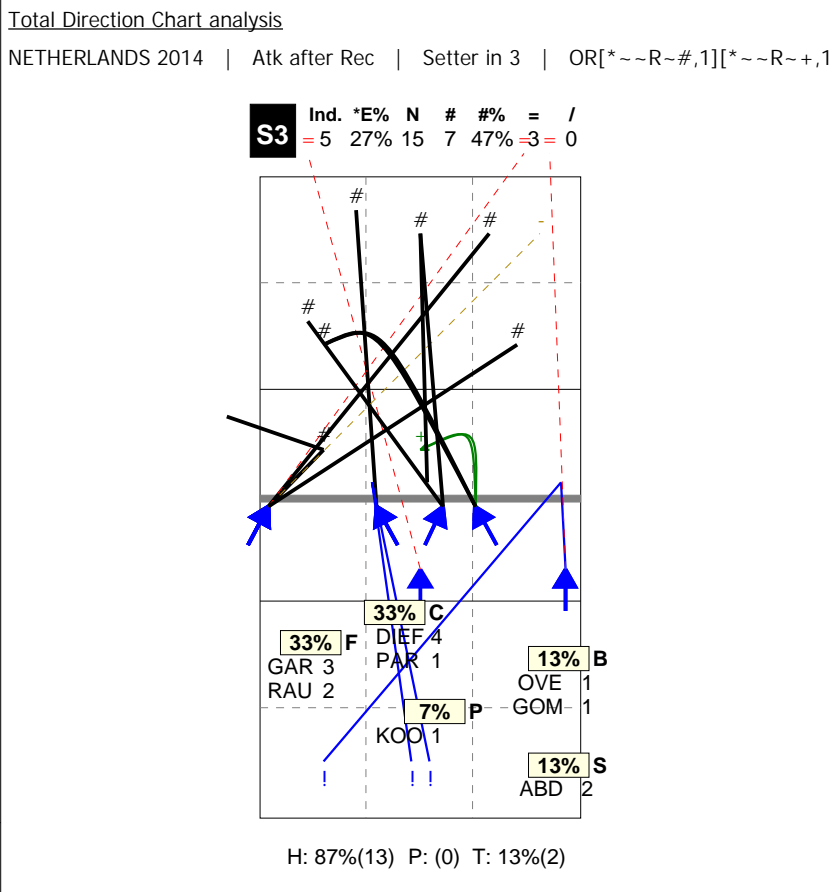 Total Direction Chart analysis
NETHERLANDS 2014 | Atk after Rec | Setter in 3 | OR[*~~R~#,1][*~~R~+,1
Ind. *E% N # #% = /
S3 = 5 27% 15 7 47% =3 = 0
#
# # -
#
# #
# +
33% C
DIEF 4
33% F
PAR 1
GAR 3
13% B
RAU 2
OVE 1
GOM 1
7% P
KOO 1
13% S
! ! !
ABD 2
H: 87%(13) P: (0) T: 13%(2)